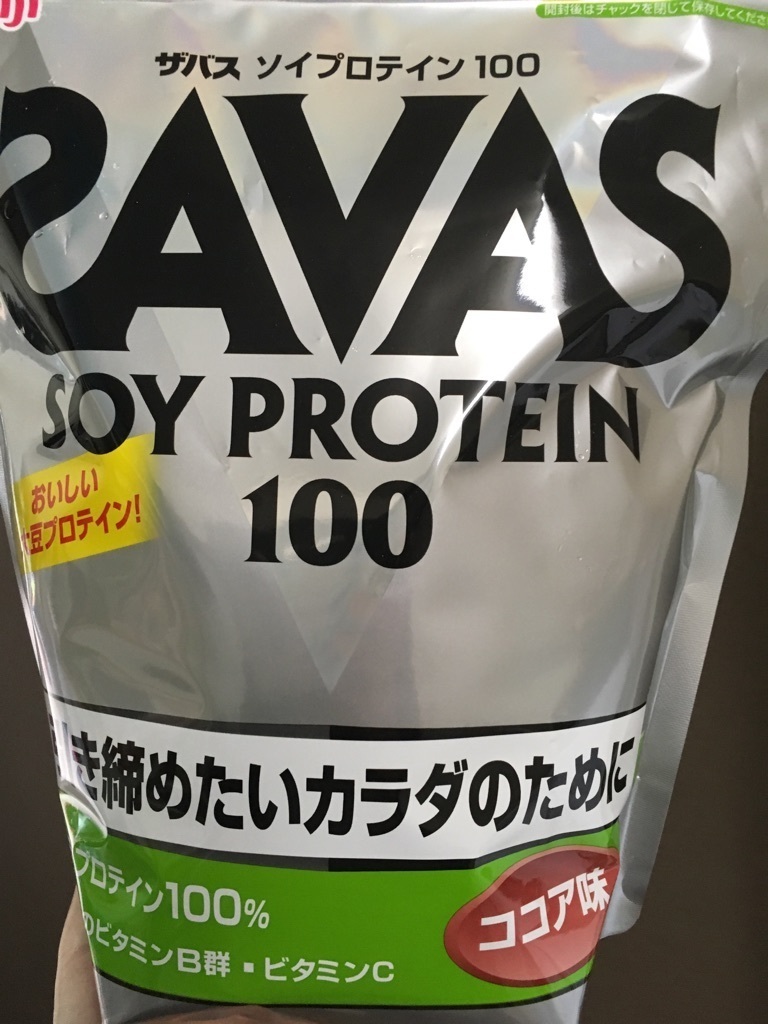 開封後はチャックを閉じて保存してくださ
ザバス ソイプロテイン 100
SAVAS
SOY PROTEIN
100
おいしい
大豆プロテイン!
き締めたいカラダのために
プロテイン100%
のビタミンB群・ビタミンC
ココア味